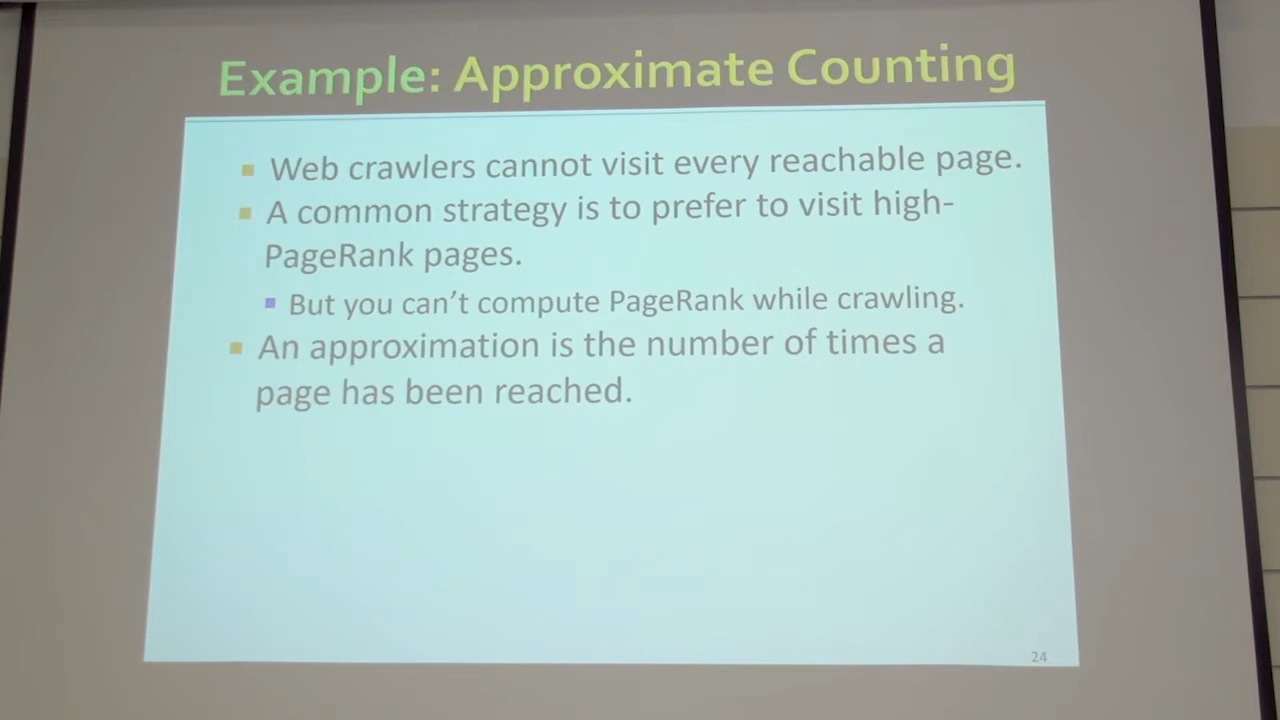 Example: Approximate Counting
Web crawlers cannot visit every reachable page.
A common strategy is to prefer to visit high-
PageRank pages.
But you can't compute PageRank while crawling.
An approximation is the number of times a
page has been reached.
24